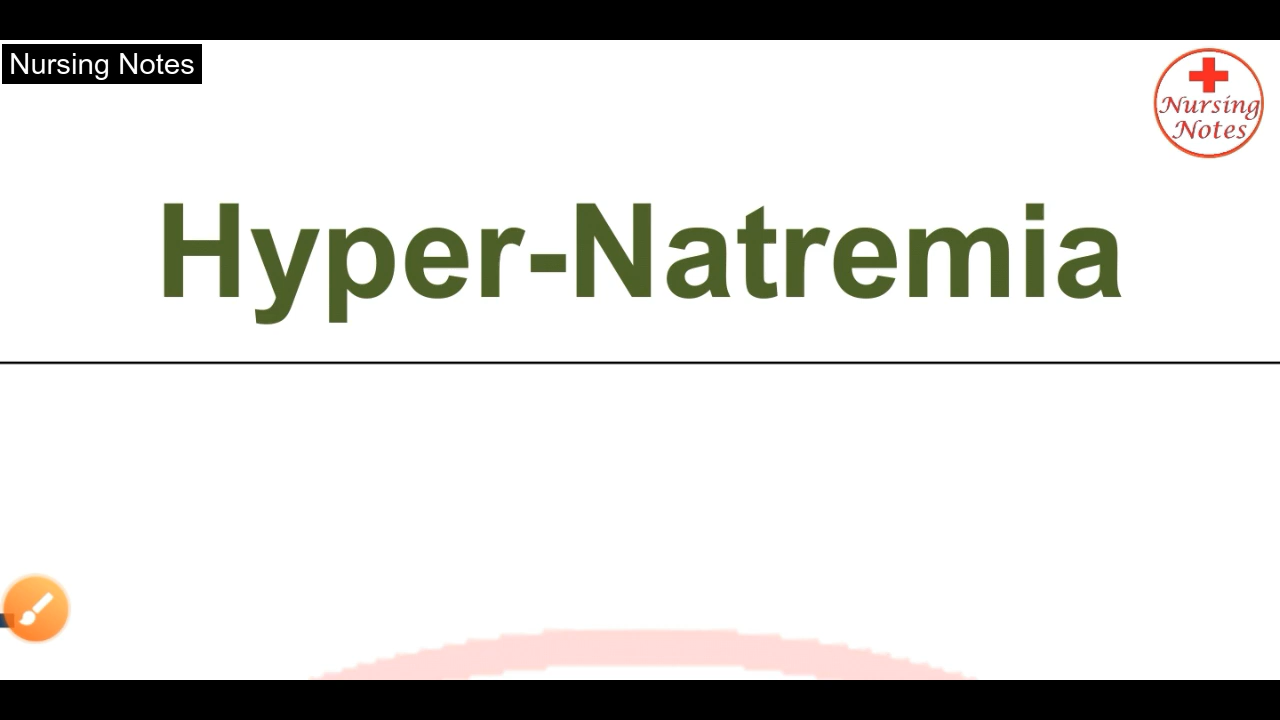 Nursing Notes
Nursing
Notes
Hyper-Natremia